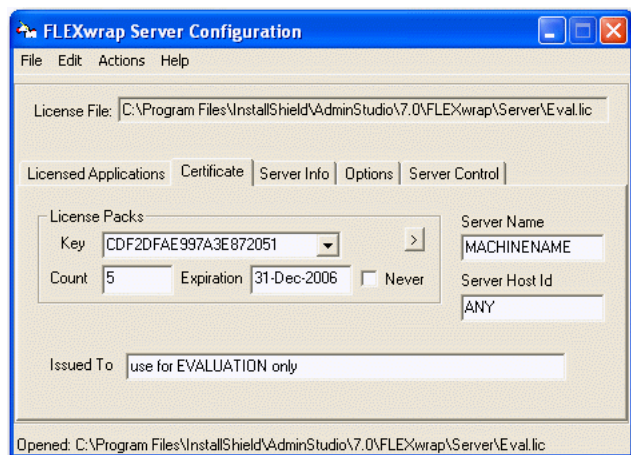 FLEXwrap Server Configuration
File Edit Actions Help
License File: C:\Program Files\InstallShield\AdminStudio\7.0\FLEXwrap\Server\Eval.lic
Licensed Applications Certificate Server Info Options Server Control
License Packs
Key CDF2DFAE997A3E872051 >
Count 5 Expiration 31-Dec-2006 Never
Server Name
MACHINENAME
Server Host Id
ANY
Issued To use for EVALUATION only
Opened: C:\Program Files\InstallShield\AdminStudio\7.0\FLEXwrap\Server\Eval.lic